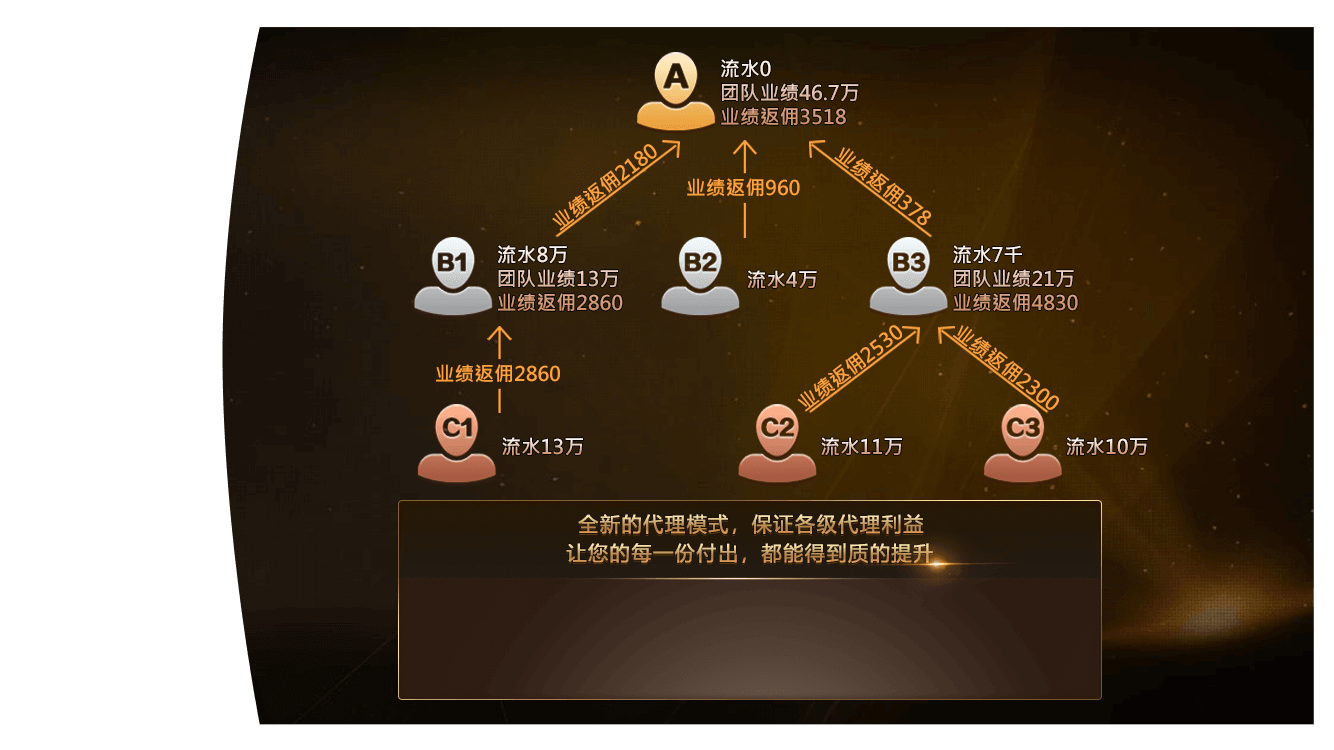 A
流水0
团队业绩46.7万
业绩返佣3518
业绩返佣2180
业绩返佣960
业绩返佣378
B1
流水8万
团队业绩13万
业绩返佣2860
B2
流水4万
B3
流水7千
团队业绩21万
业绩返佣4830
业绩返佣2860
业绩返佣2530
业绩返佣2300
C1
流水13万
C2
流水11万
C3
流水10万
全新的代理模式，保证各级代理利益
让您的每一份付出，都能得到质的提升